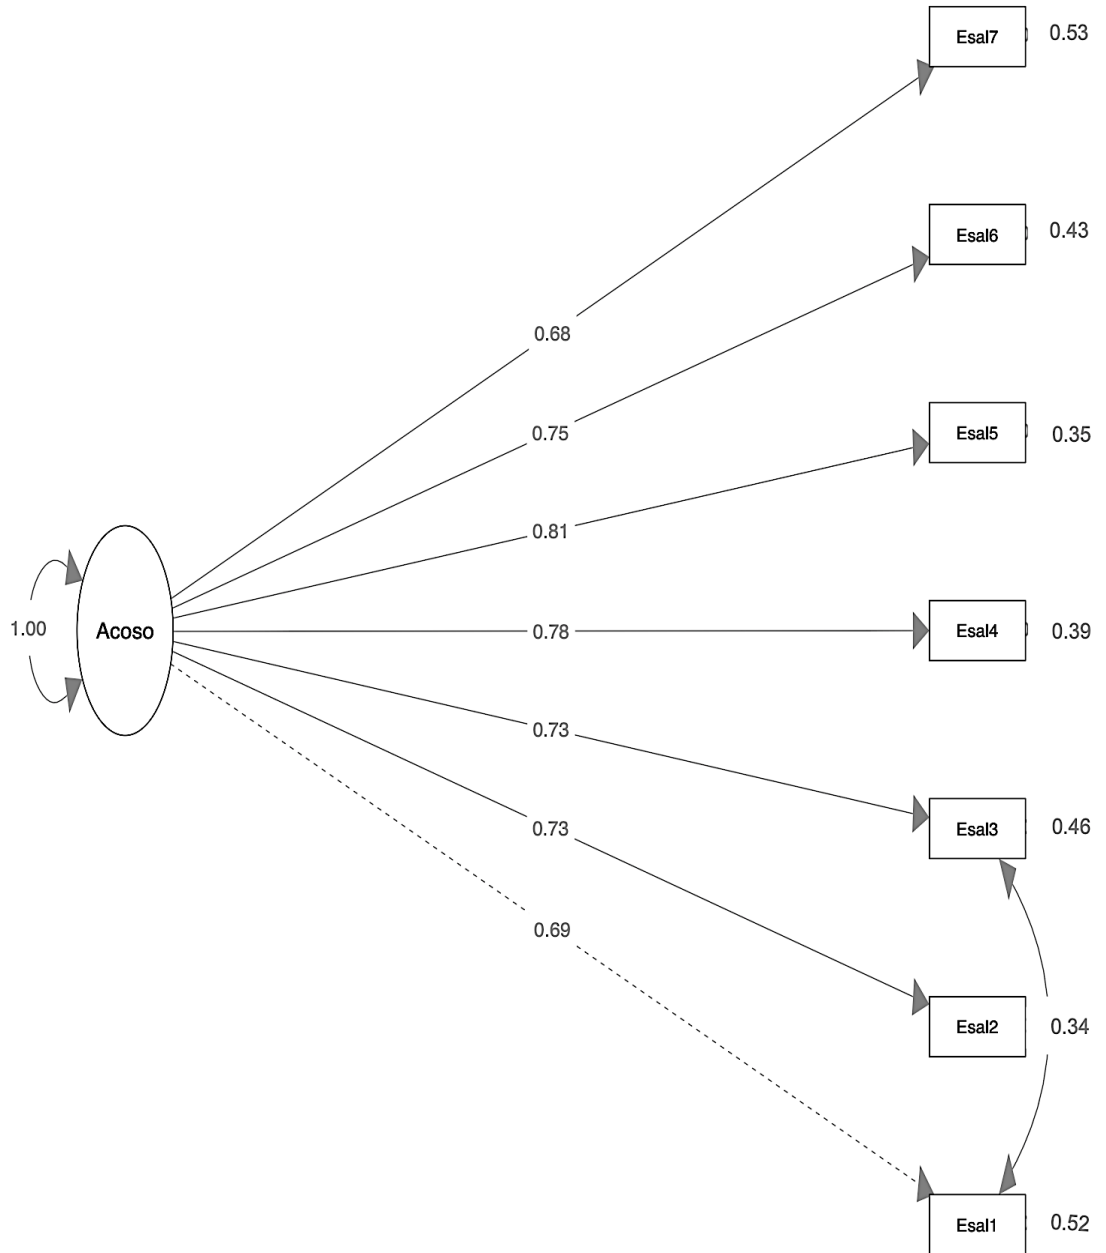 Esal7 0.53
Esal6 0.43
0.68
0.75
Esal5 0.35
0.81
1.00 Acoso 0.78 Esal4 0.39
0.73
Esal3 0.46
0.73
0.69
Esal2 0.34
Esal1 0.52